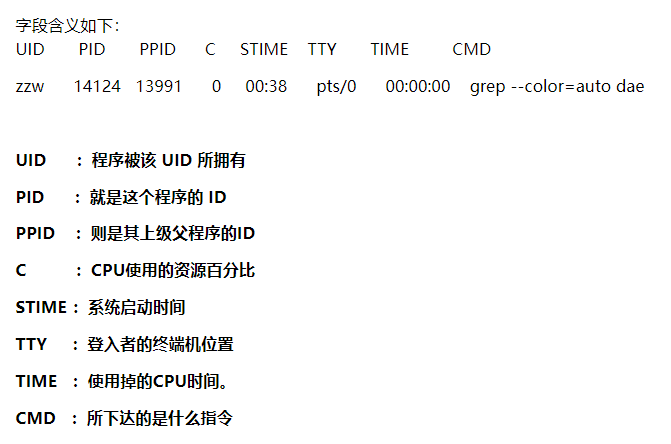 字段含义如下：
UID PID PPID C STIME TTY TIME CMD
zzw 14124 13991 0 00:38 pts/0 00:00:00 grep --color=auto dae
UID ：程序被该 UID 所拥有
PID ：就是这个程序的 ID
PPID ：则是其上级父程序的ID
C ：CPU使用的资源百分比
STIME ：系统启动时间
TTY ：登入者的终端机位置
TIME ：使用掉的CPU时间。
CMD ：所下达的是什么指令